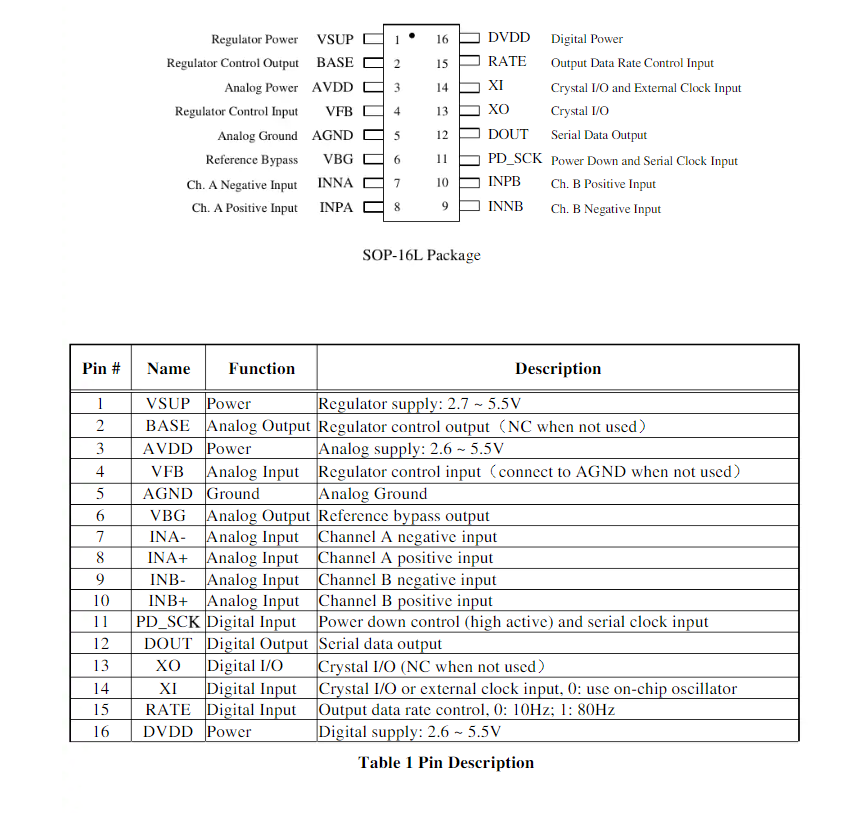 Regulator Power VSUP 1 16 DVDD Digital Power
Regulator Control Output BASE 2 15 RATE Output Data Rate Control Input
Analog Power AVDD 3 14 XI Crystal I/O and External Clock Input
Regulator Control Input VFB 4 13 XO Crystal I/O
Analog Ground AGND 5 12 DOUT Serial Data Output
Reference Bypass VBG 6 11 PD_SCK Power Down and Serial Clock Input
Ch. A Negative Input INNA 7 10 INPB Ch. B Positive Input
Ch. A Positive Input INPA 8 9 INNB Ch. B Negative Input
SOP-16L Package
Pin # Name Function Description
1 VSUP Power Regulator supply: 2.7 ~ 5.5V
2 BASE Analog Output Regulator control output（NC when not used）
3 AVDD Power Analog supply: 2.6 ~ 5.5V
4 VFB Analog Input Regulator control input（connect to AGND when not used）
5 AGND Ground Analog Ground
6 VBG Analog Output Reference bypass output
7 INA- Analog Input Channel A negative input
8 INA+ Analog Input Channel A positive input
9 INB- Analog Input Channel B negative input
10 INB+ Analog Input Channel B positive input
11 PD_SCK Digital Input Power down control (high active) and serial clock input
12 DOUT Digital Output Serial data output
13 XO Digital I/O Crystal I/O (NC when not used）
14 XI Digital Input Crystal I/O or external clock input, 0: use on-chip oscillator
15 RATE Digital Input Output data rate control, 0: 10Hz; 1: 80Hz
16 DVDD Power Digital supply: 2.6 ~ 5.5V
Table 1 Pin Description